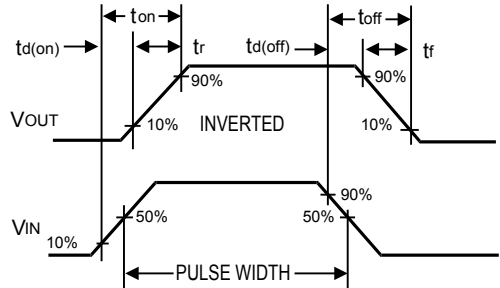 ton toff
td(on) tr td(off) tf
90% 90%
VOUT 10% INVERTED 10%
90%
50% 50%
VIN
10%
PULSE WIDTH